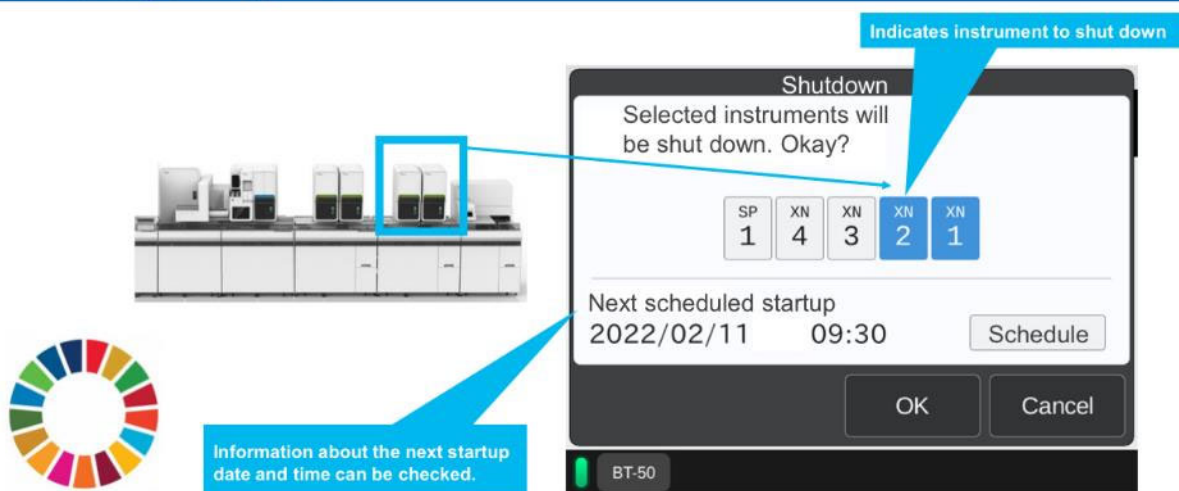 Indicates instrument to shut down
Shutdown
Selected instruments will
be shut down. Okay?
SP
1
XN
4
XN
3
XN
2
XN
1
Next scheduled startup
2022/02/11 09:30
Schedule
OK
Cancel
Information about the next startup
date and time can be checked.
BT-50